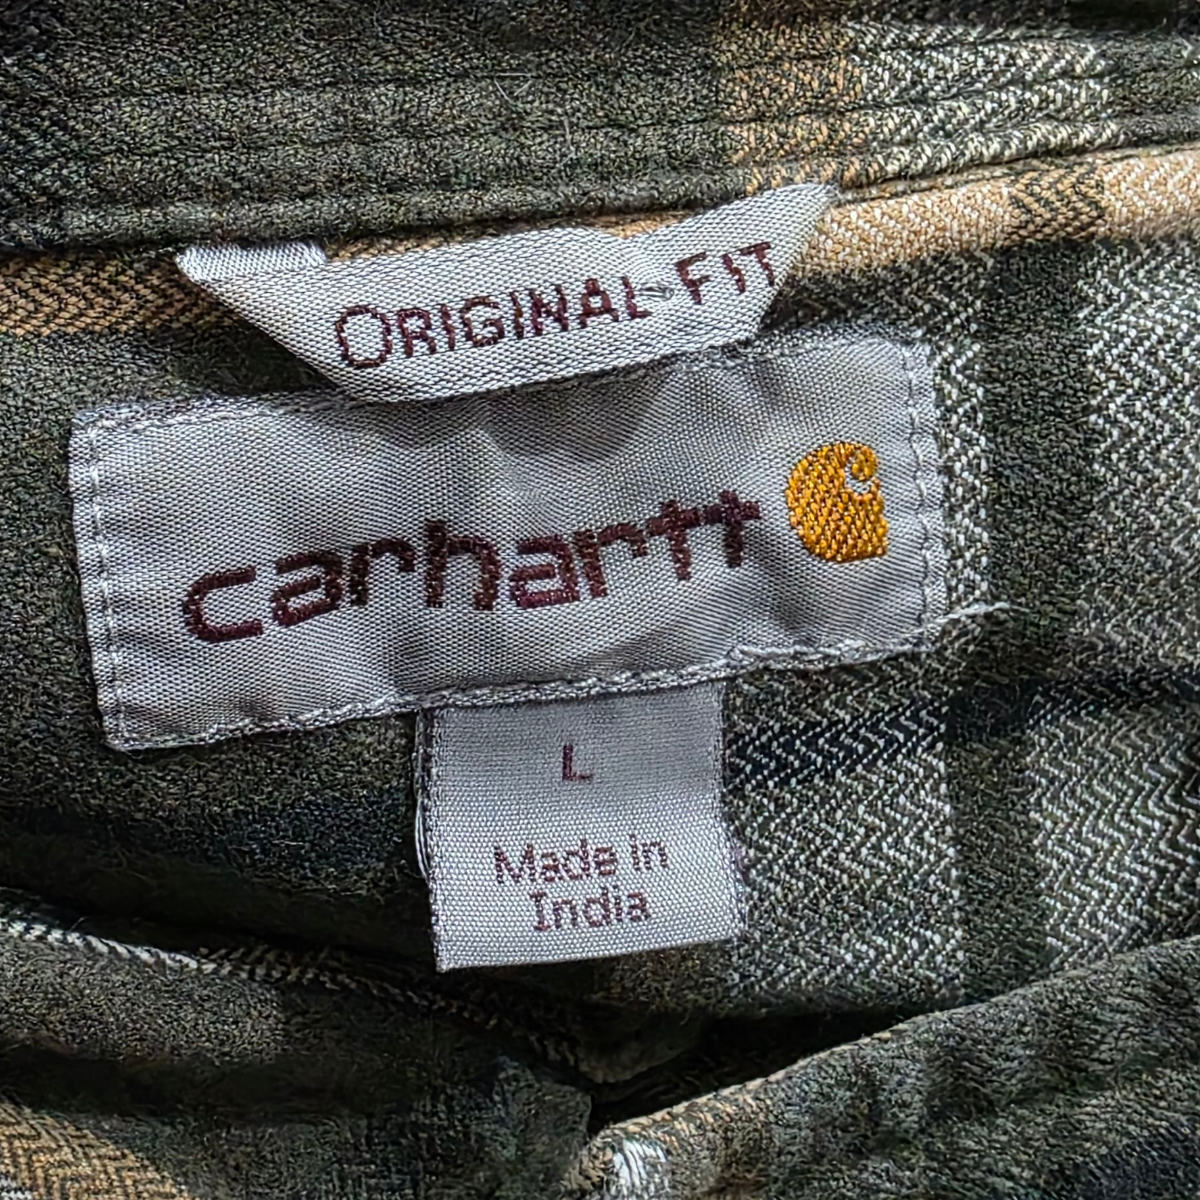 ORIGINAL FIT
carhartt
L
Made in
India